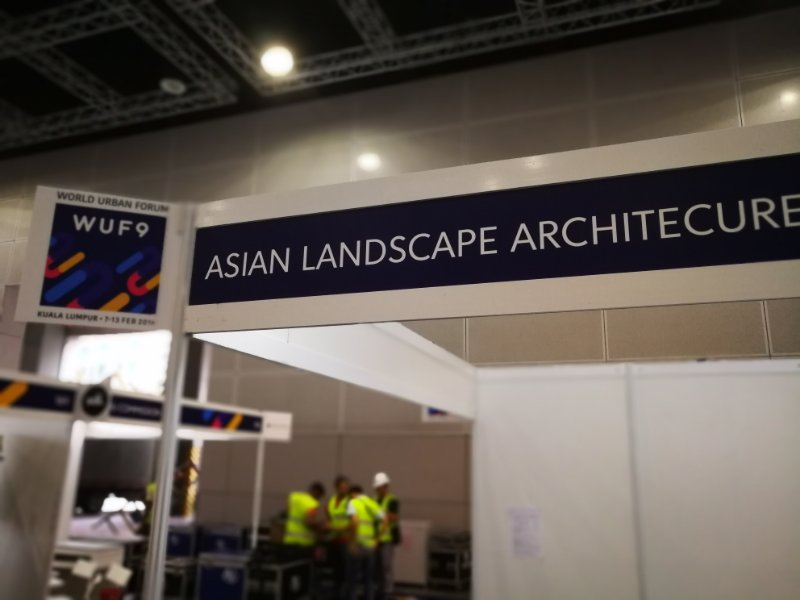 WORLD URBAN FORUM
WUF9
KUALA LUMPUR • 7-13 FEB 2018
ASIAN LANDSCAPE ARCHITECURE